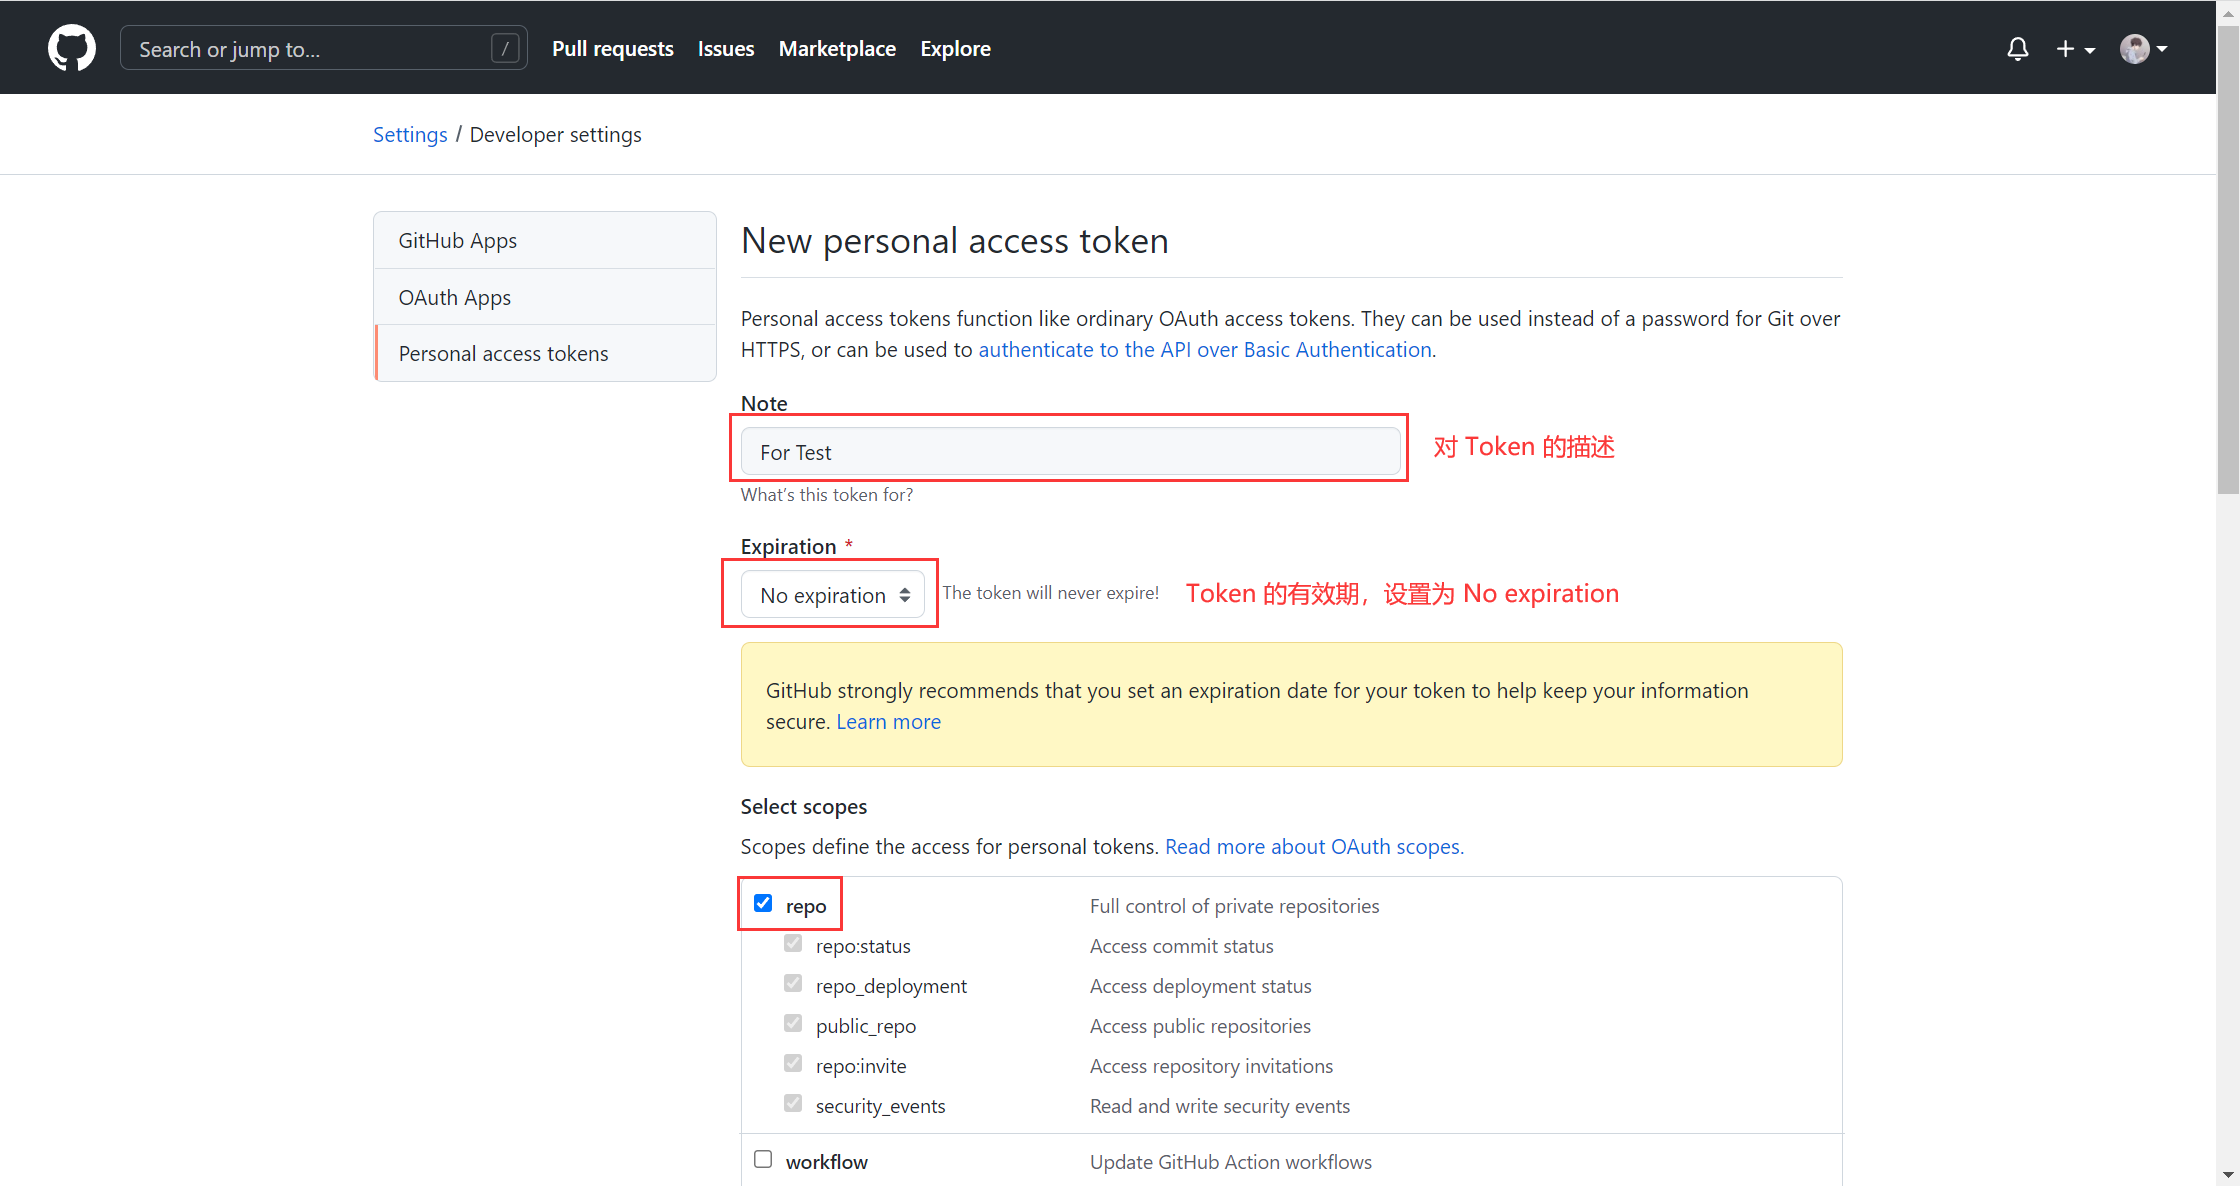 Search or jump to... /
Pull requests Issues Marketplace Explore
Settings / Developer settings
GitHub Apps
OAuth Apps
Personal access tokens
New personal access token
Personal access tokens function like ordinary OAuth access tokens. They can be used instead of a password for Git over
HTTPS, or can be used to authenticate to the API over Basic Authentication.
Note
For Test
对 Token 的描述
What's this token for?
Expiration *
No expiration
The token will never expire!
Token 的有效期，设置为 No expiration
GitHub strongly recommends that you set an expiration date for your token to help keep your information
secure. Learn more
Select scopes
Scopes define the access for personal tokens. Read more about OAuth scopes.
repo Full control of private repositories
repo:status Access commit status
repo_deployment Access deployment status
public_repo Access public repositories
repo:invite Access repository invitations
security_events Read and write security events
workflow Update GitHub Action workflows